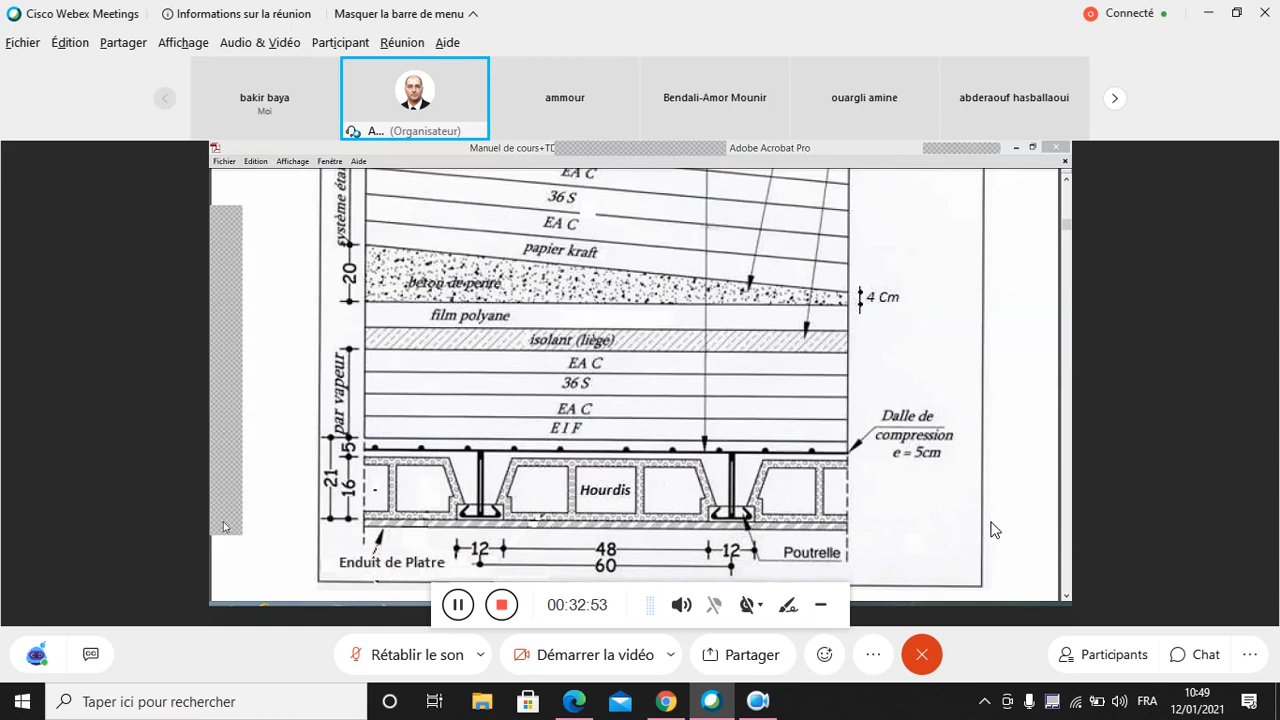 Cisco Webex Meetings
Informations sur la réunion
Masquer la barre de menu
Connecté
Fichier Édition Partager Affichage Audio & Vidéo Participant Réunion Aide
bakir baya
Moi
A... (Organisateur)
ammour
Bendali-Amor Mounir
ouargli amine
abderaouf hasballaoui
Manuel de cours+TD
Adobe Acrobat Pro
Fichier Edition Affichage Fenêtre Aide
système
EA C
36 S
EA C
papier kraft
20
4 Cm
film polyane
isolant (liège)
EA C
36 S
EA C
E I F
par vapeur
Dalle de
compression
e = 5cm
5
21
16
-
Hourdis
12
48
12
60
Enduit de Platre
Poutrelle
00:32:53
Rétablir le son
Démarrer la vidéo
Partager
Participants
Chat
Taper ici pour rechercher
FRA
10:49
12/01/2021